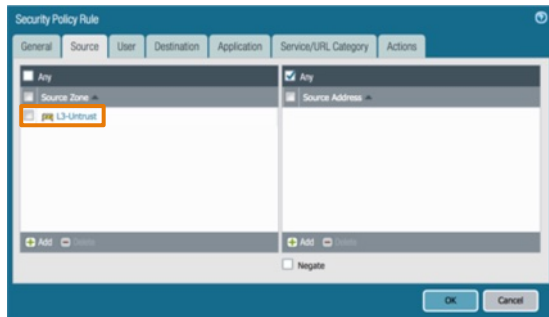 Security Policy Rule
General Source User Destination Application Service/URL Category Actions
Any
Any
Source Zone
Source Address
L3-Untrust
Add Delete
Add Delete
Negate
OK Cancel